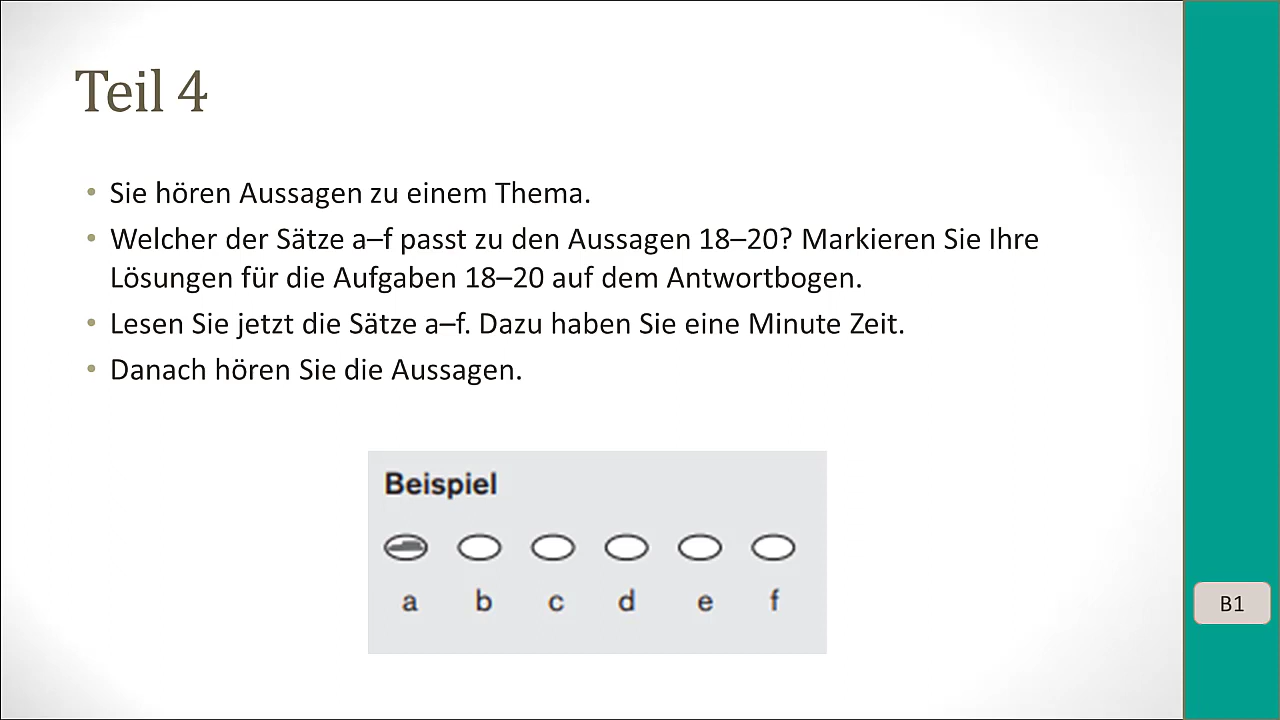 Teil 4
• Sie hören Aussagen zu einem Thema.
• Welcher der Sätze a–f passt zu den Aussagen 18–20? Markieren Sie Ihre
Lösungen für die Aufgaben 18–20 auf dem Antwortbogen.
• Lesen Sie jetzt die Sätze a–f. Dazu haben Sie eine Minute Zeit.
• Danach hören Sie die Aussagen.
Beispiel
a b c d e f
B1